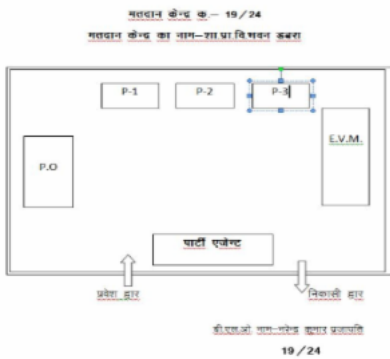 मतदान केन्द्र क.– 19/24
मतदान केन्द्र का नाम–शा.प्रा.वि.भवन डबरा
P-1
P-2
P-3
E.V.M.
P.O
पार्टी एजेन्ट
प्रवेश द्वार
निकासी द्वार
बी.एल.ओ नाम–नरेन्द्र कुमार प्रजापति
19/24